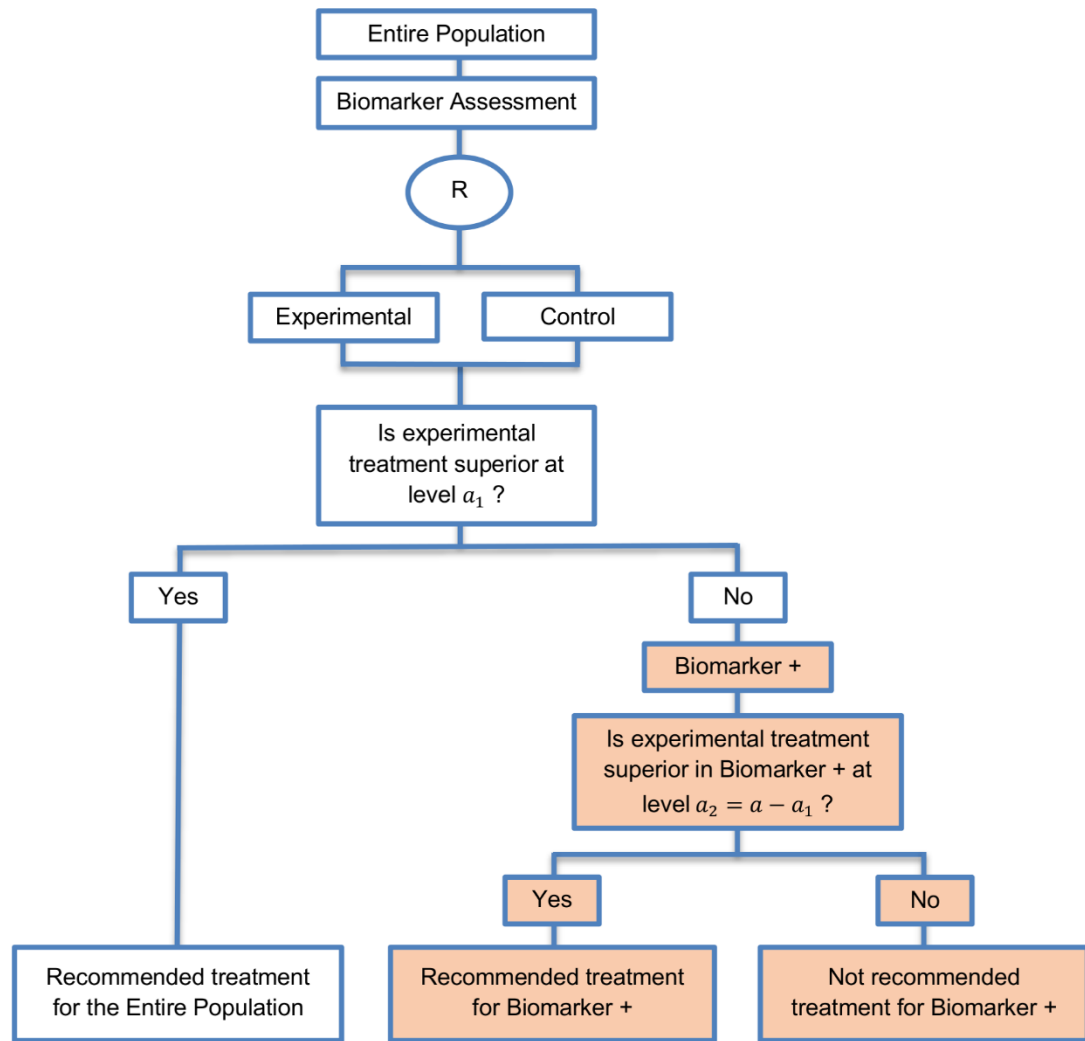 Entire Population
Biomarker Assessment
R
Experimental
Control
Is experimental
treatment superior at
level a₁ ?
Yes
No
Biomarker +
Is experimental treatment
superior in Biomarker + at
level a₂ = a − a₁ ?
Yes
No
Recommended treatment
for the Entire Population
Recommended treatment
for Biomarker +
Not recommended
treatment for Biomarker +